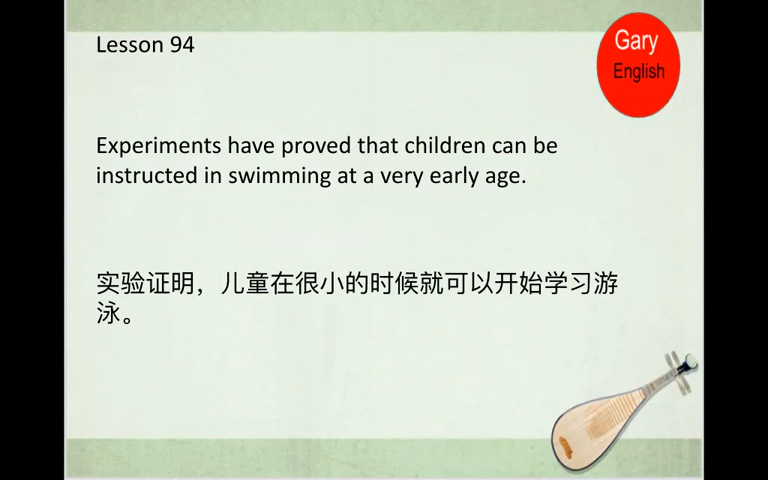 Lesson 94
Gary
English
Experiments have proved that children can be
instructed in swimming at a very early age.
实验证明，儿童在很小的时候就可以开始学习游
泳。